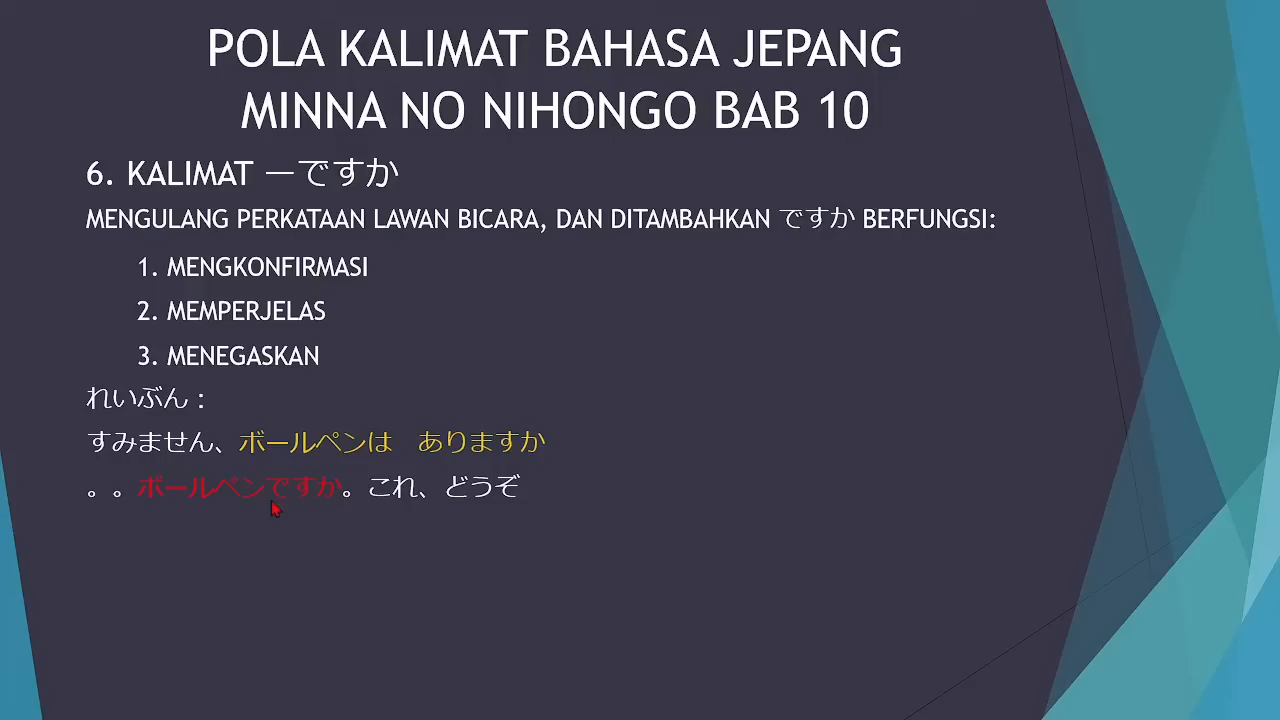 POLA KALIMAT BAHASA JEPANG
MINNA NO NIHONGO BAB 10
6. KALIMAT ーですか
MENGULANG PERKATAAN LAWAN BICARA, DAN DITAMBAHKAN ですか BERFUNGSI:
1. MENGKONFIRMASI
2. MEMPERJELAS
3. MENEGASKAN
れいぶん：
すみません、ボールペンは　ありますか
。。ボールペンですか。これ、どうぞ